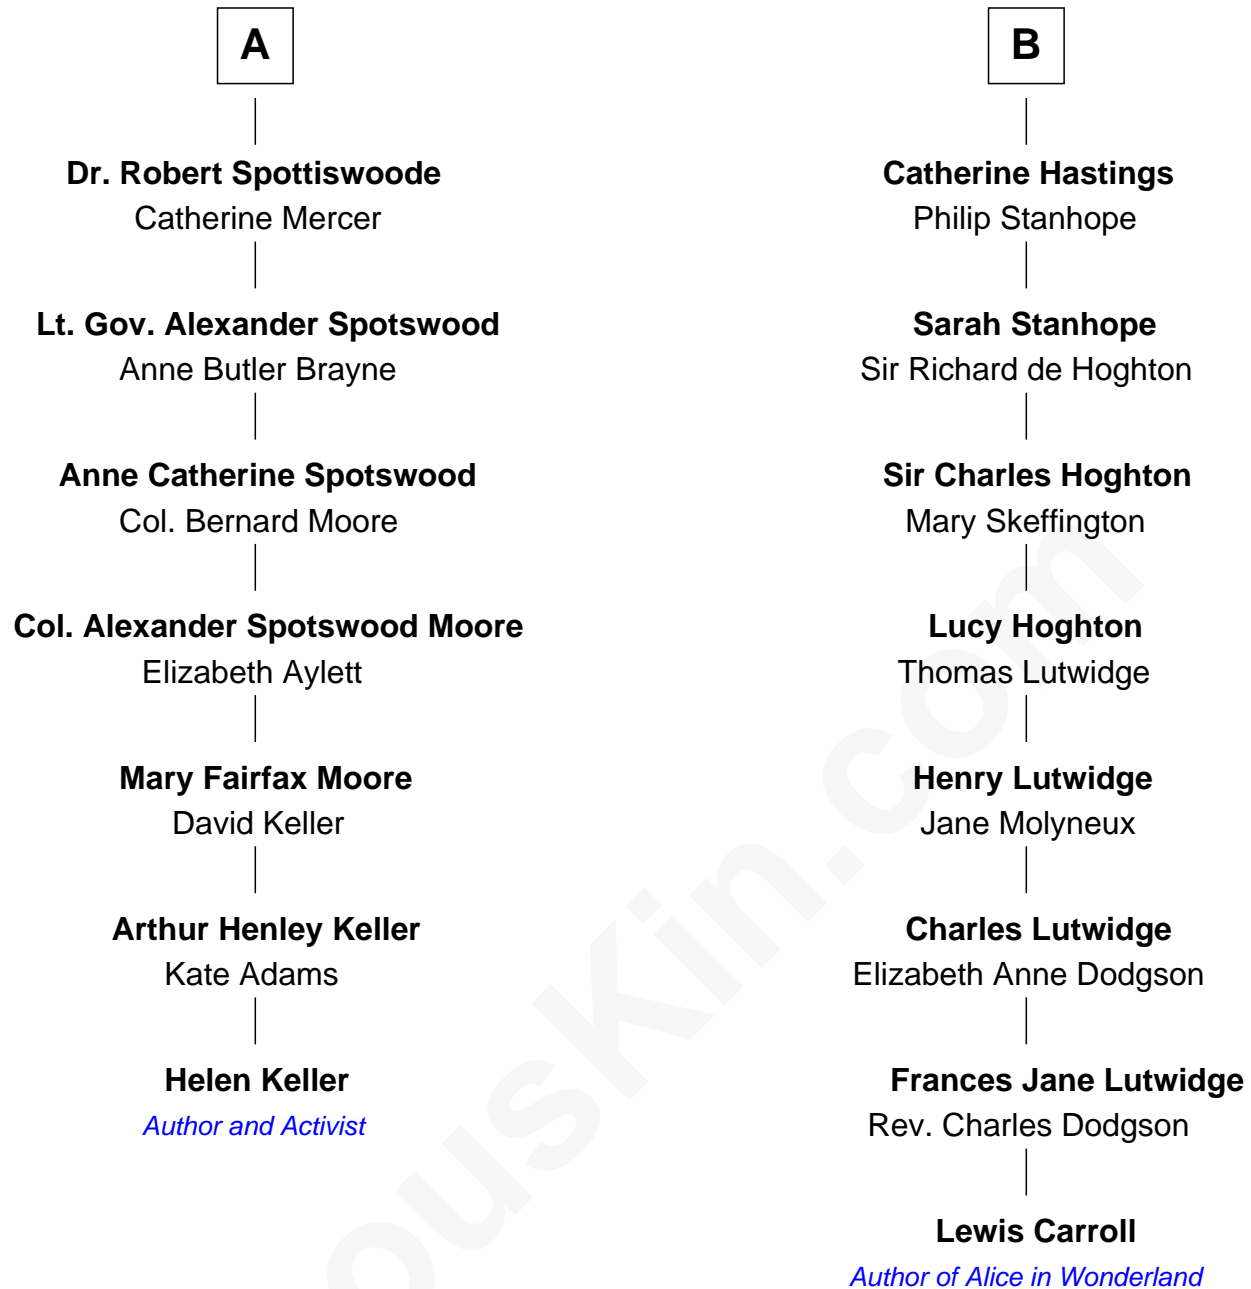 A
Dr. Robert Spottiswoode
Catherine Mercer
Lt. Gov. Alexander Spotswood
Anne Butler Brayne
Anne Catherine Spotswood
Col. Bernard Moore
Col. Alexander Spotswood Moore
Elizabeth Aylett
Mary Fairfax Moore
David Keller
Arthur Henley Keller
Kate Adams
Helen Keller
Author and Activist
B
Catherine Hastings
Philip Stanhope
Sarah Stanhope
Sir Richard de Hoghton
Sir Charles Hoghton
Mary Skeffington
Lucy Hoghton
Thomas Lutwidge
Henry Lutwidge
Jane Molyneux
Charles Lutwidge
Elizabeth Anne Dodgson
Frances Jane Lutwidge
Rev. Charles Dodgson
Lewis Carroll
Author of Alice in Wonderland
ousKin.com